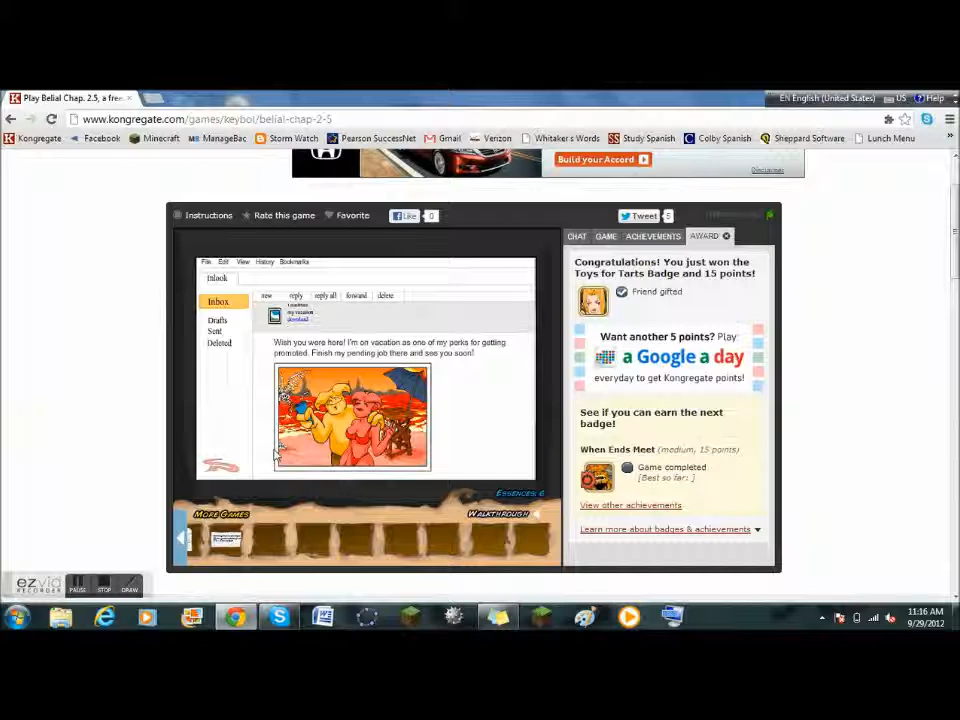 Play Belial Chap. 2.5, a free
EN English (United States) US Help
www.kongregate.com/games/keybol/belial-chap-2-5
Kongregate Facebook Minecraft ManageBac Storm Watch Pearson SuccessNet Gmail Verizon Whitaker's Words Study Spanish Colby Spanish Sheppard Software Lunch Menu
Build your Accord
Disclaimer
Instructions Rate this game Favorite Like 0 Tweet 5
CHAT GAME ACHIEVEMENTS AWARD
File Edit View History Bookmarks
Inlook
new reply reply all forward delete
Inbox
Drafts
Sent
Deleted
my vacation
download
Wish you were here! I'm on vacation as one of my perks for getting
promoted. Finish my pending job there and see you soon!
Essences: 6
More Games Walkthrough
Congratulations! You just won the
Toys for Tarts Badge and 15 points!
Friend gifted
Want another 5 points? Play
a Google a day
everyday to get Kongregate points!
See if you can earn the next
badge!
When Ends Meet (medium, 15 points)
Game completed
[Best so far: ]
View other achievements
Learn more about badges & achievements
ezvid
RECORDER
PAUSE STOP DRAW
11:16 AM
9/29/2012